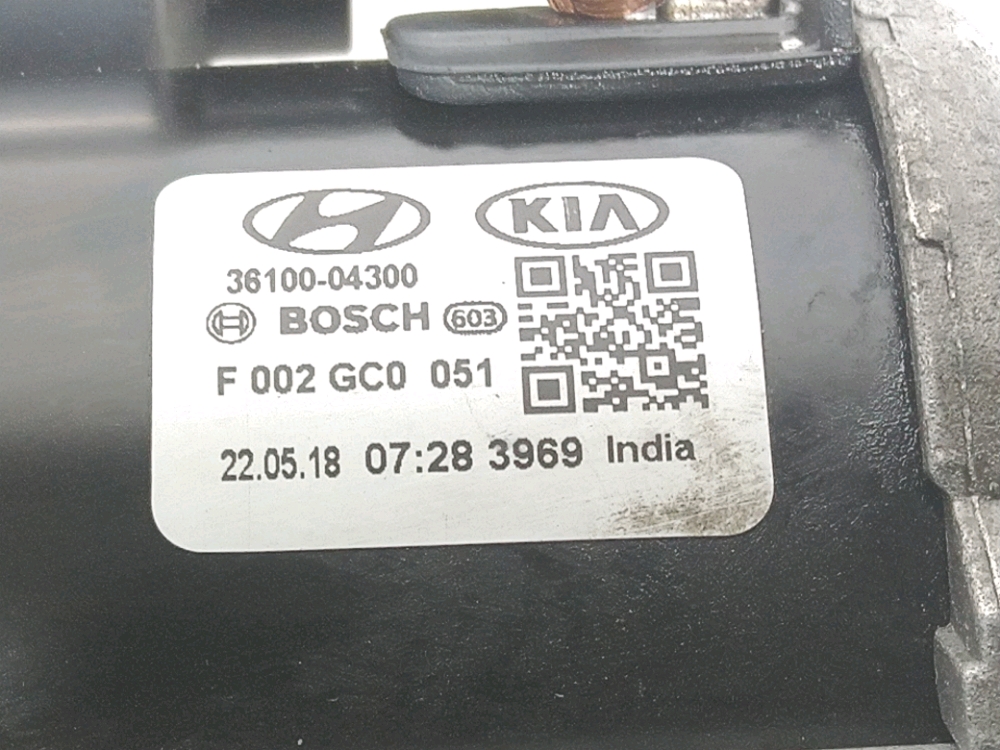 KIA
36100-04300
BOSCH 603
F 002 GC0 051
22.05.18 07:28 3969 India